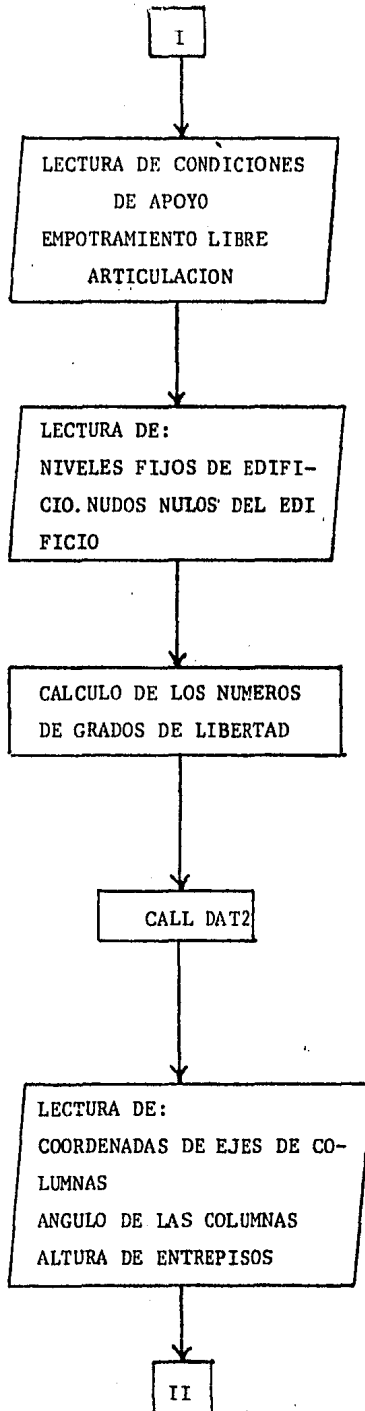 I
LECTURA DE CONDICIONES
DE APOYO
EMPOTRAMIENTO LIBRE
ARTICULACION
LECTURA DE:
NIVELES FIJOS DE EDIFI-
CIO. NUDOS NULOS DEL EDI
FICIO
CALCULO DE LOS NUMEROS
DE GRADOS DE LIBERTAD
CALL DAT2
LECTURA DE:
COORDENADAS DE EJES DE CO-
LUMNAS
ANGULO DE LAS COLUMNAS
ALTURA DE ENTREPISOS
II